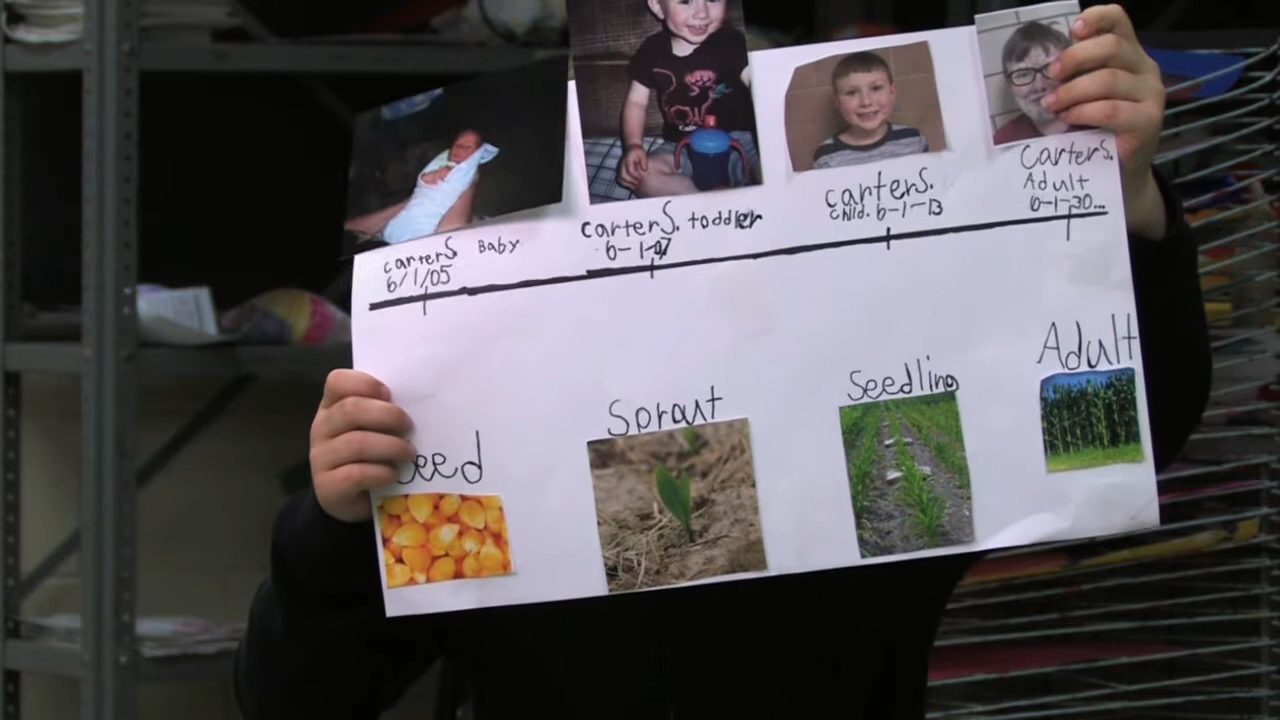 carterS Baby
6/1/05
carterS. toddler
6-1-07
carterS.
child. 6-1-13
carterS.
Adult
6-1-30...
Seed
Sprout
Seedling
Adult